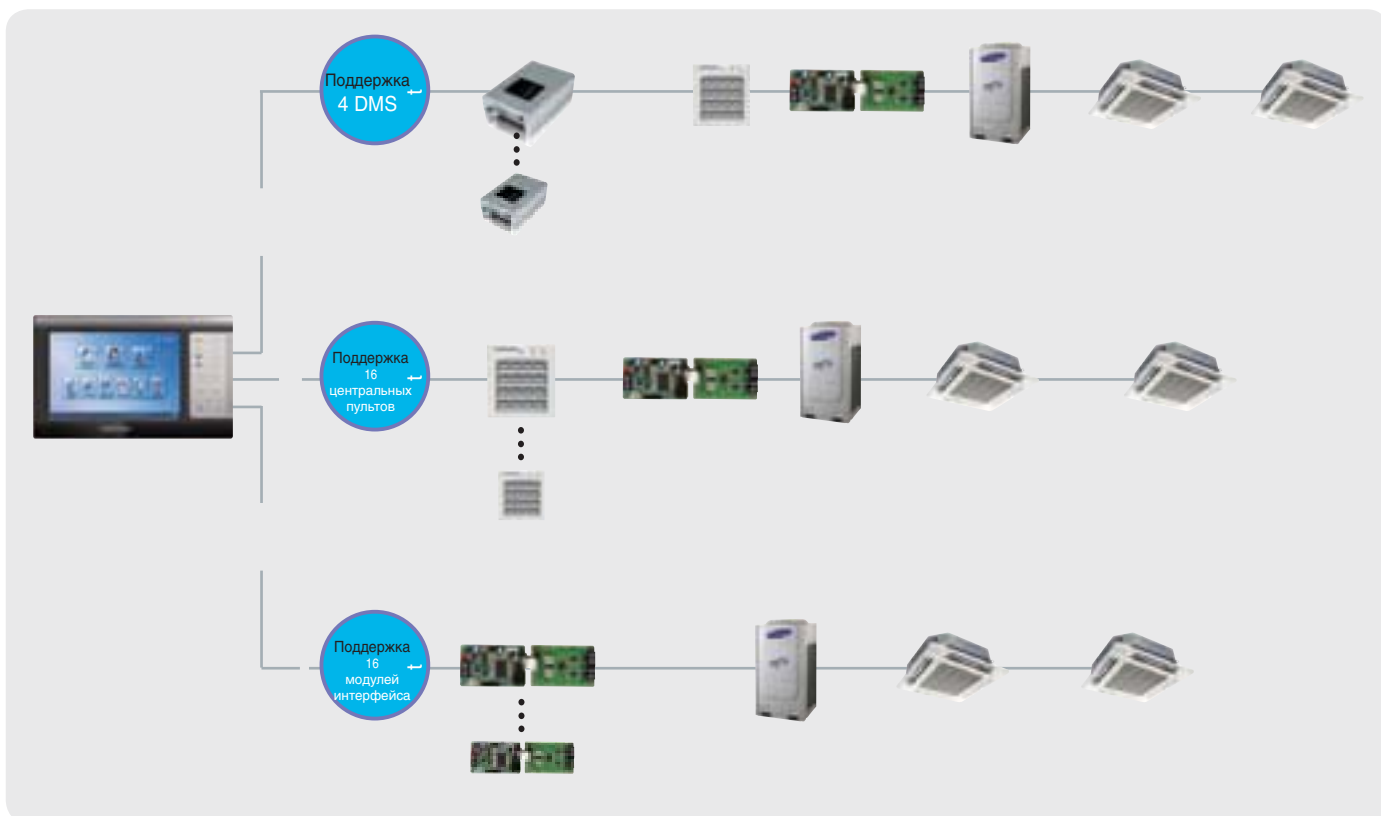 Поддержка
4 DMS
t
Поддержка
16
центральных
пультов
t
Поддержка
16
модулей
интерфейса
t